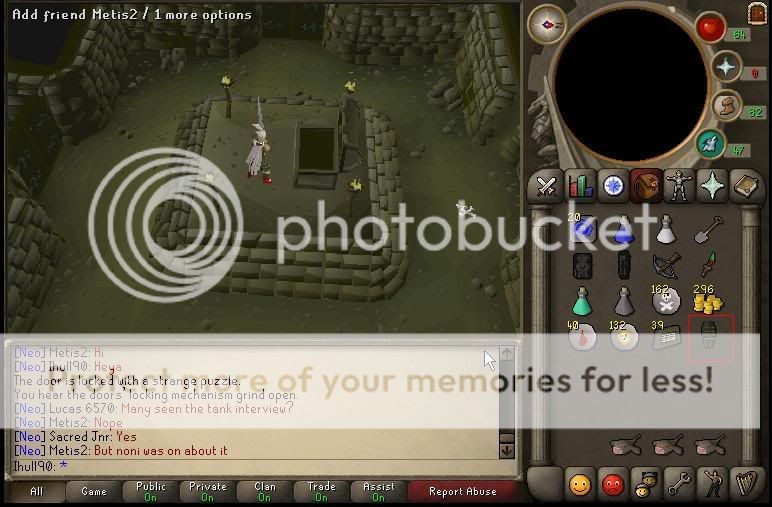 Add friend Metis2 / 1 more options
64
0
82
47
photobucket
20
162
296
40
132
39
Protect more of your memories for less!
[Neo] Metis2: Hi
[Neo] Ihull90: Heya.
The door is locked with a strange puzzle.
You hear the doors' locking mechanism grind open.
[Neo] Lucas 6570: Many seen the tank interview?
[Neo] Metis2: Nope
[Neo] Sacred Jnr: Yes
[Neo] Metis2: But noni was on about it
Ihull90: *
All
Game
Public
On
Private
On
Clan
On
Trade
On
Assist
On
Report Abuse